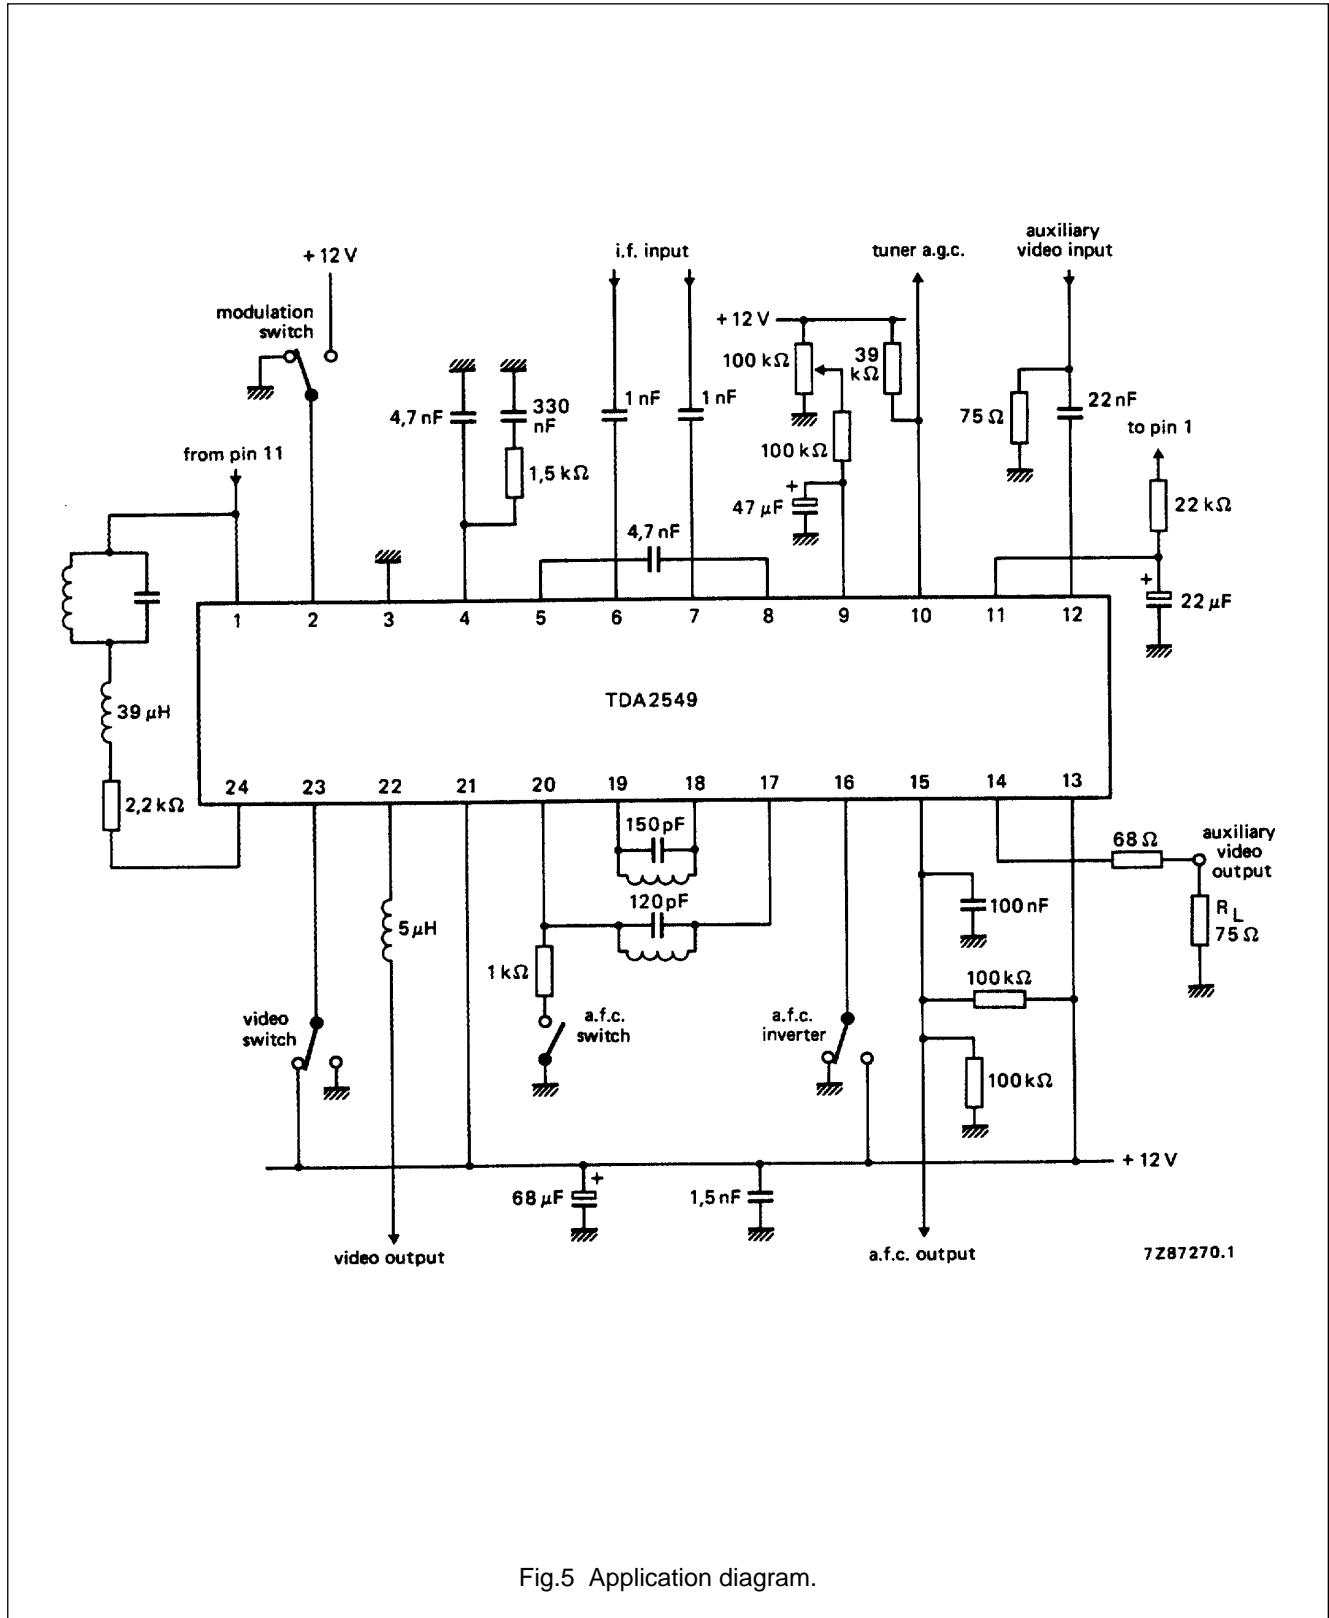 auxiliary
video input
+ 12 V
i.f. input
tuner a.g.c.
modulation
switch
+ 12 V
100 kΩ
39
kΩ
4,7 nF
330
nF
1 nF
1 nF
75 Ω
22 nF
from pin 11
1,5 kΩ
100 kΩ
to pin 1
+
47 µF
22 kΩ
4,7 nF
+
22 µF
1 2 3 4 5 6 7 8 9 10 11 12
TDA2549
39 µH
2,2 kΩ
24 23 22 21 20 19 18 17 16 15 14 13
150 pF
68 Ω
auxiliary
video
output
120 pF
100 nF
R L
75 Ω
5 µH
1 kΩ
100 kΩ
video
switch
a.f.c.
switch
a.f.c.
inverter
100 kΩ
+ 12 V
68 µF
+
1,5 nF
video output
a.f.c. output
7Z87270.1
Fig.5 Application diagram.